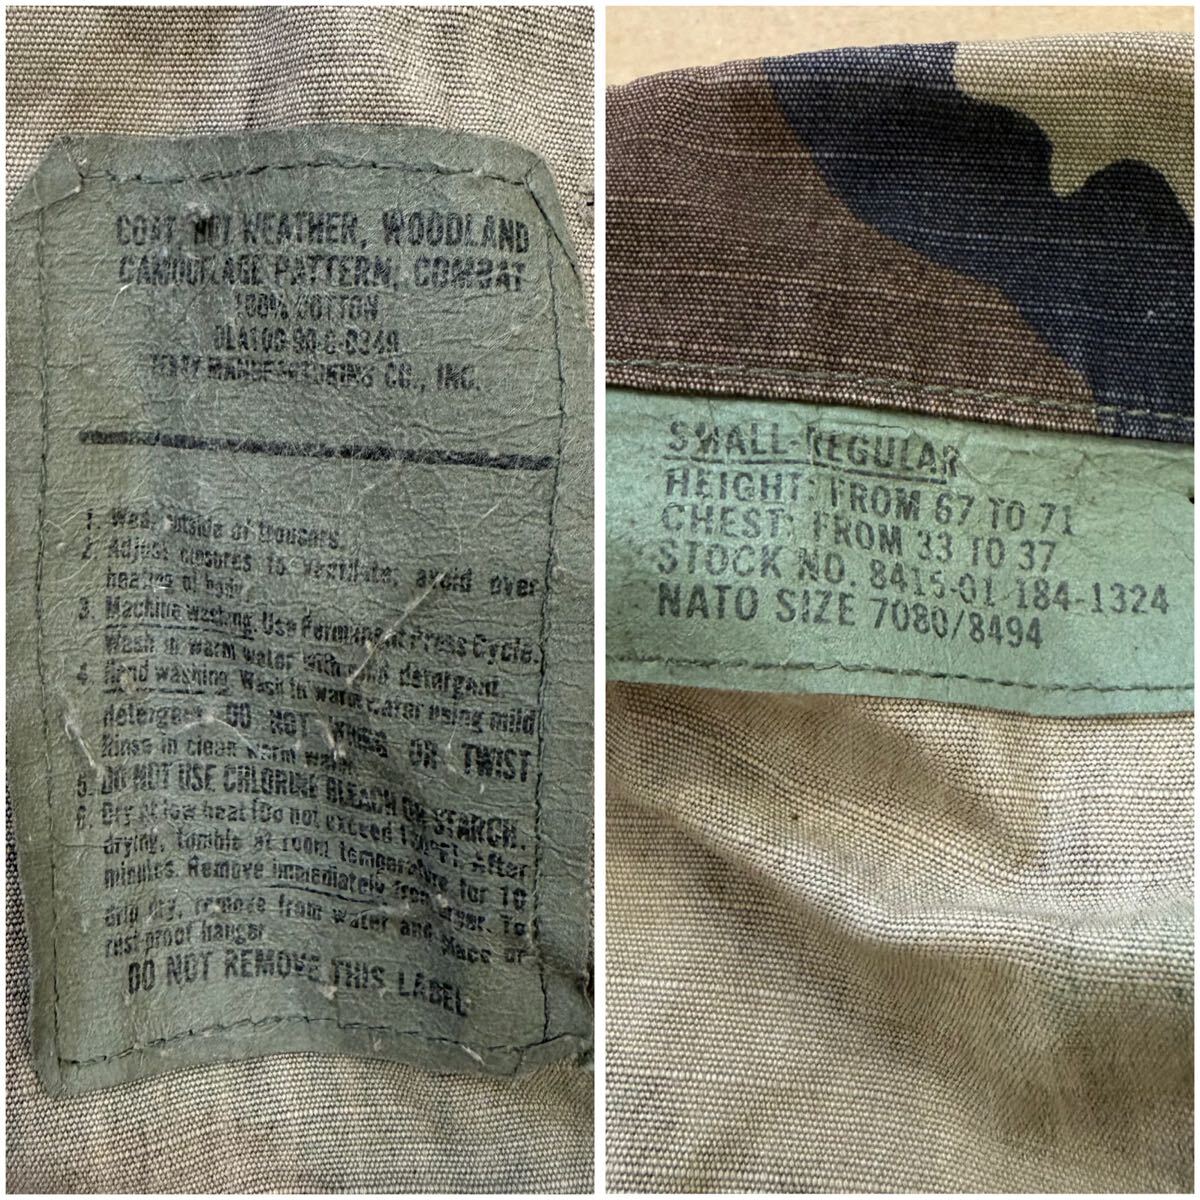 COAT, HOT WEATHER, WOODLAND
CAMOUFLAGE PATTERN, COMBAT
100% COTTON
DLA100-90-C-0349
MANUFACTURING CO., INC.
1. Wear outside of trousers.
2. Adjust closures to ventilate; avoid over
heating of body.
3. Machine washing. Use Permanent Press Cycle.
Wash in warm water with mild detergent.
4. Hand washing. Wash in warm water using mild
detergent. DO NOT WRING OR TWIST
Rinse in clean warm water.
5. DO NOT USE CHLORINE BLEACH OR STARCH.
6. Dry at low heat (Do not exceed 130°F). After
drying, tumble at room temperature for 10
minutes. Remove immediately from dryer. To
drip dry, remove from water and place on
rust-proof hanger.
DO NOT REMOVE THIS LABEL
SMALL-REGULAR
HEIGHT: FROM 67 TO 71
CHEST: FROM 33 TO 37
STOCK NO. 8415-01-184-1324
NATO SIZE 7080/8494